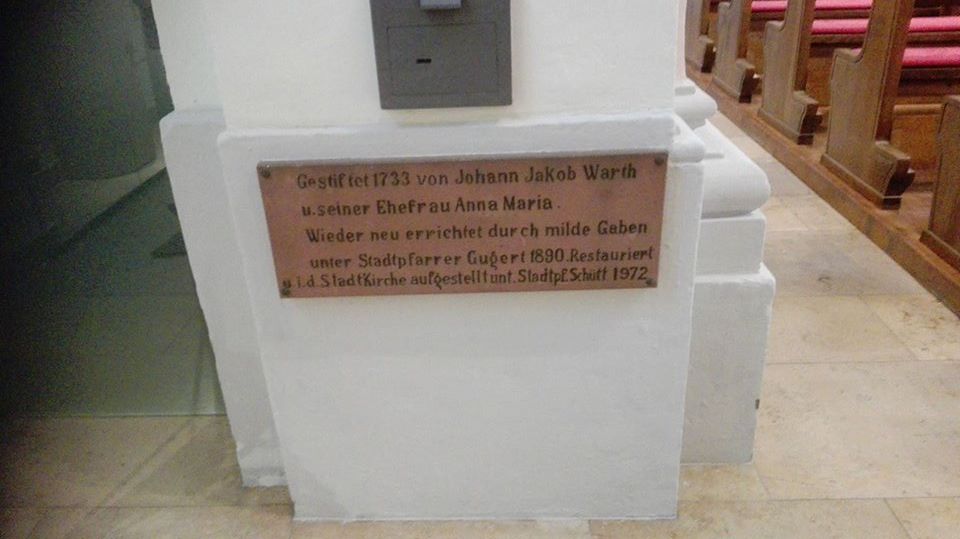 Gestiftet 1733 von Johann Jakob Warth
u. seiner Ehefrau Anna Maria.
Wieder neu errichtet durch milde Gaben
unter Stadtpfarrer Gugert 1890. Restauriert
u. i. d. Stadtkirche aufgestellt unt. Stadtpf. Schütt 1972